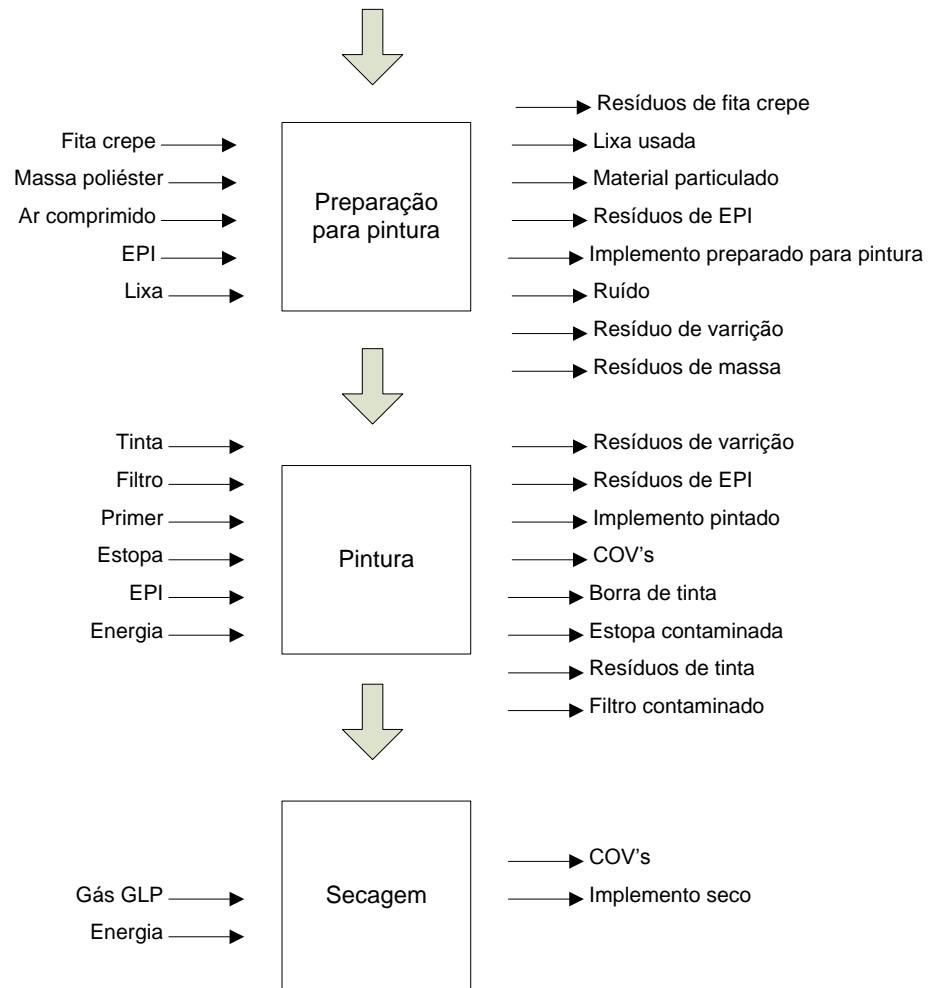 Fita crepe
Massa poliéster
Ar comprimido
EPI
Lixa
Preparação
para pintura
Resíduos de fita crepe
Lixa usada
Material particulado
Resíduos de EPI
Implemento preparado para pintura
Ruído
Resíduo de varrição
Resíduos de massa
Tinta
Filtro
Primer
Estopa
EPI
Energia
Pintura
Resíduos de varrição
Resíduos de EPI
Implemento pintado
COV’s
Borra de tinta
Estopa contaminada
Resíduos de tinta
Filtro contaminado
Gás GLP
Energia
Secagem
COV’s
Implemento seco